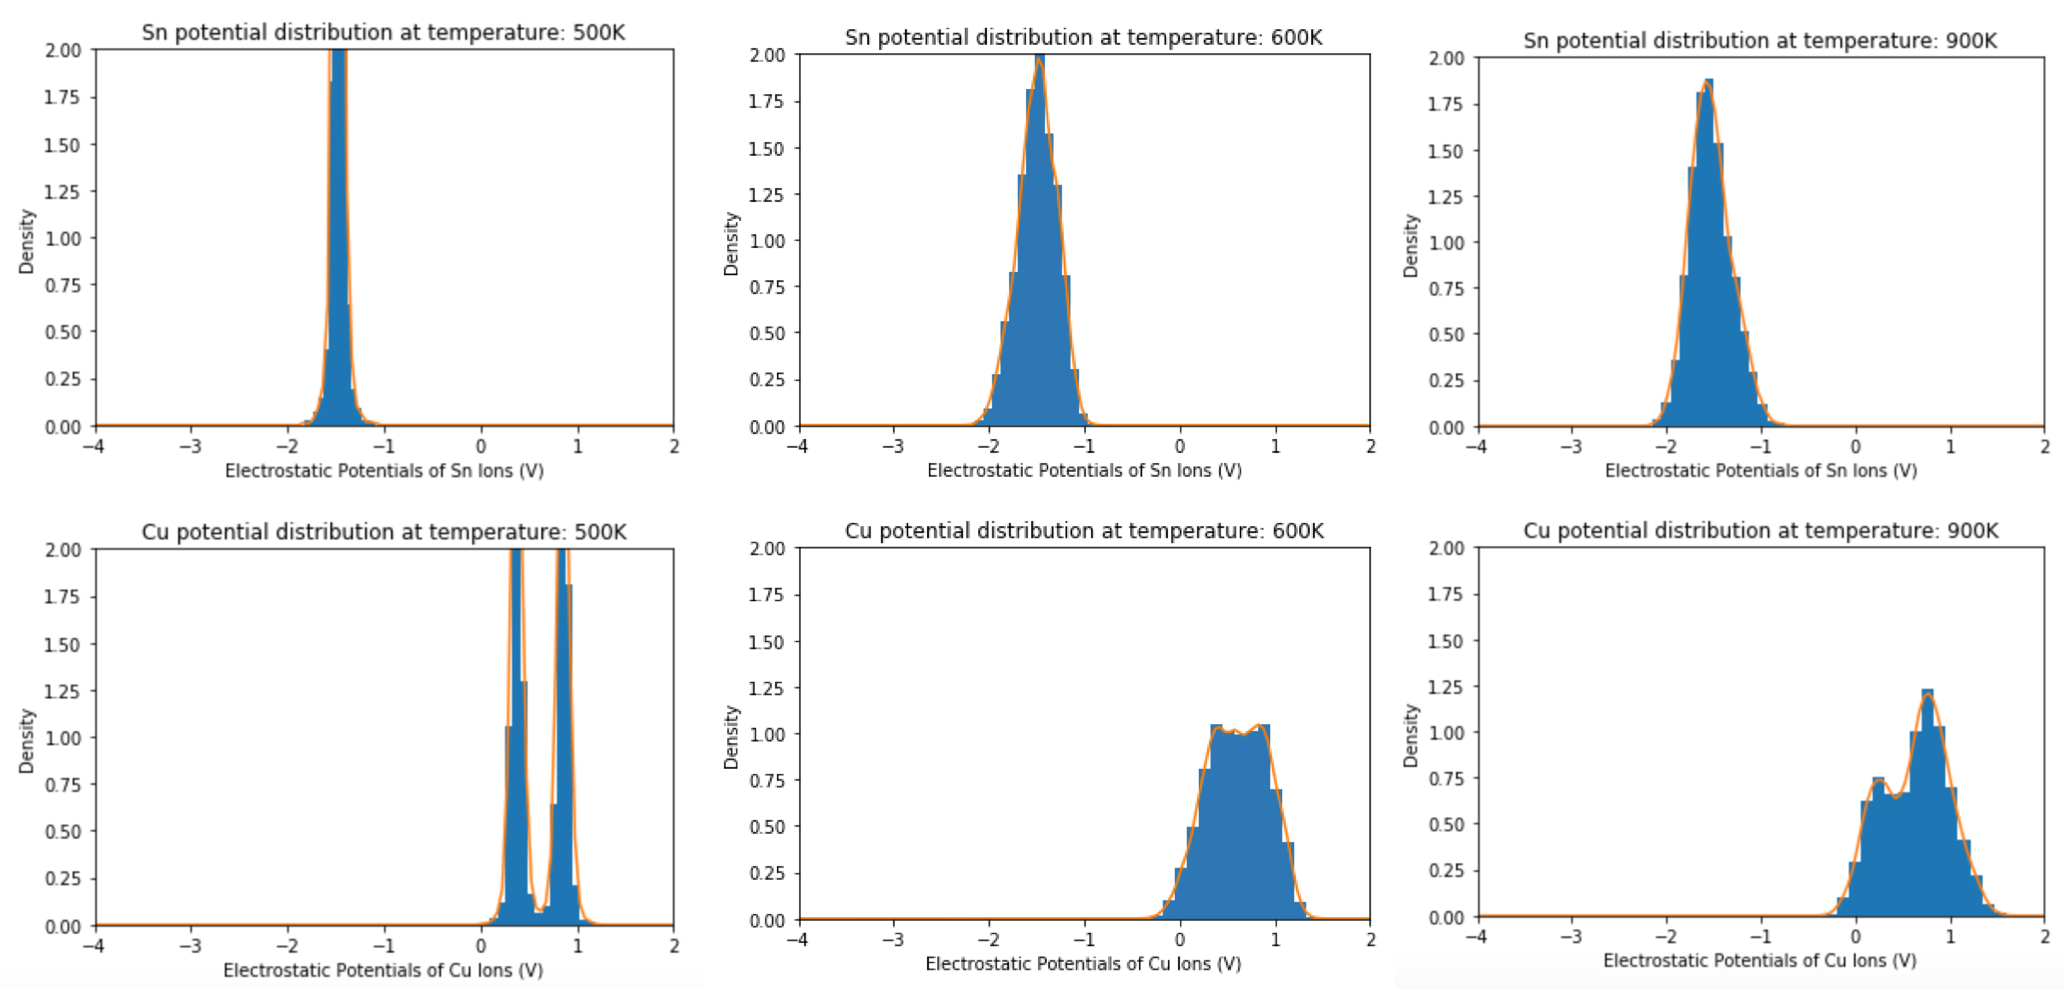 Sn potential distribution at temperature: 500K
2.00
1.75
1.50
1.25
1.00
0.75
0.50
0.25
0.00
Density
−4 −3 −2 −1 0 1 2
Electrostatic Potentials of Sn Ions (V)
Sn potential distribution at temperature: 600K
2.00
1.75
1.50
1.25
1.00
0.75
0.50
0.25
0.00
Density
−4 −3 −2 −1 0 1 2
Electrostatic Potentials of Sn Ions (V)
Sn potential distribution at temperature: 900K
2.00
1.75
1.50
1.25
1.00
0.75
0.50
0.25
0.00
Density
−4 −3 −2 −1 0 1 2
Electrostatic Potentials of Sn Ions (V)
Cu potential distribution at temperature: 500K
2.00
1.75
1.50
1.25
1.00
0.75
0.50
0.25
0.00
Density
−4 −3 −2 −1 0 1 2
Electrostatic Potentials of Cu Ions (V)
Cu potential distribution at temperature: 600K
2.00
1.75
1.50
1.25
1.00
0.75
0.50
0.25
0.00
Density
−4 −3 −2 −1 0 1 2
Electrostatic Potentials of Cu Ions (V)
Cu potential distribution at temperature: 900K
2.00
1.75
1.50
1.25
1.00
0.75
0.50
0.25
0.00
Density
−4 −3 −2 −1 0 1 2
Electrostatic Potentials of Cu Ions (V)